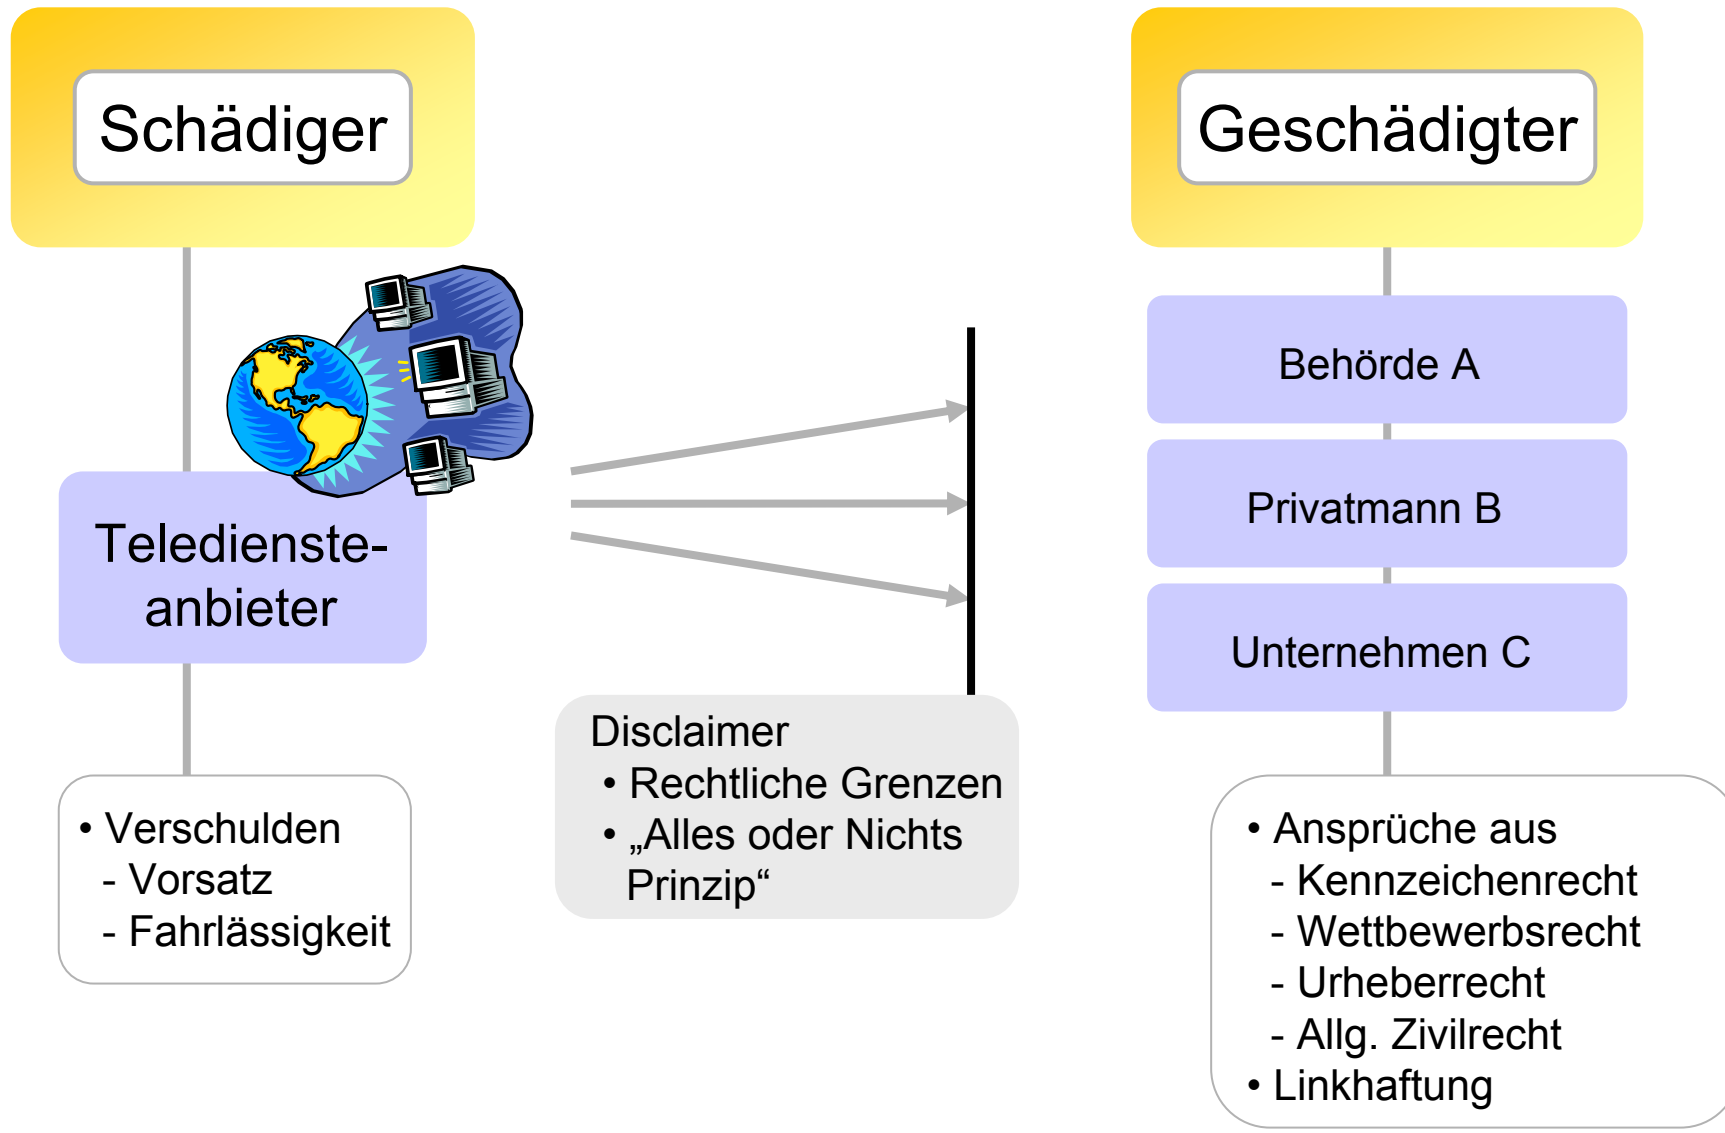 Schädiger
Teledienste-
anbieter
• Verschulden
- Vorsatz
- Fahrlässigkeit
Disclaimer
• Rechtliche Grenzen
• „Alles oder Nichts
Prinzip“
Geschädigter
Behörde A
Privatmann B
Unternehmen C
• Ansprüche aus
- Kennzeichenrecht
- Wettbewerbsrecht
- Urheberrecht
- Allg. Zivilrecht
• Linkhaftung